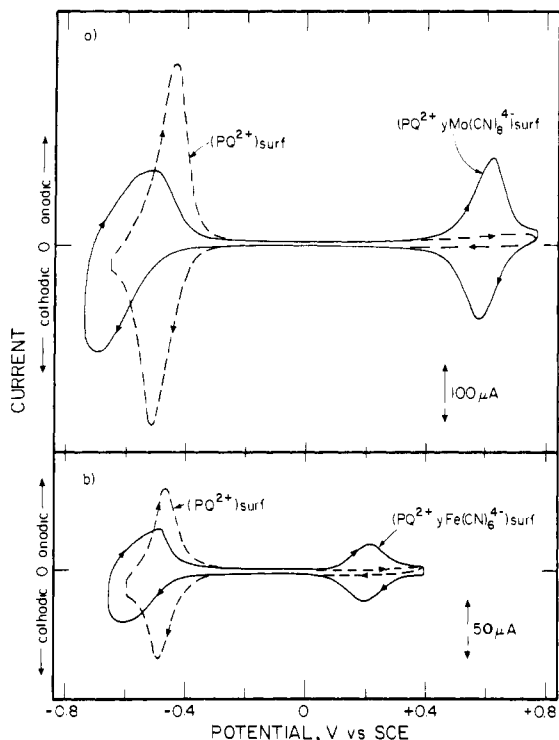 a)
(PQ²⁺)surf
(PQ²⁺ yMo(CN)₈⁴⁻)surf
CURRENT
← cathodic 0 anodic →
100 μA
b)
(PQ²⁺)surf
(PQ²⁺ yFe(CN)₆⁴⁻)surf
← cathodic 0 anodic →
50 μA
-0.8 -0.4 0 +0.4 +0.8
POTENTIAL, V vs SCE